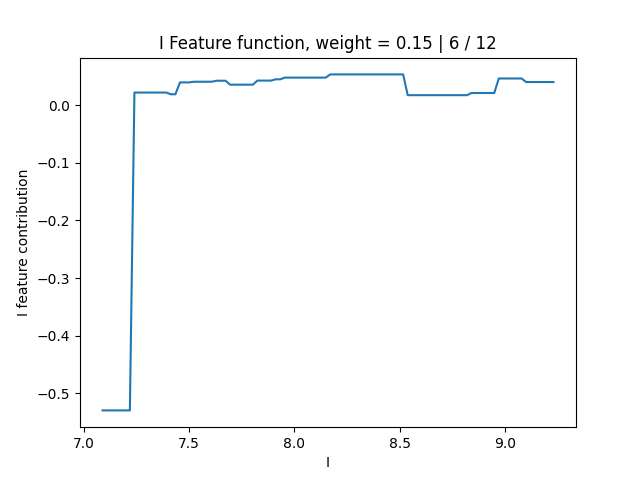 I Feature function, weight = 0.15 | 6 / 12
0.0
−0.1
−0.2
−0.3
−0.4
−0.5
I feature contribution
7.0 7.5 8.0 8.5 9.0
I